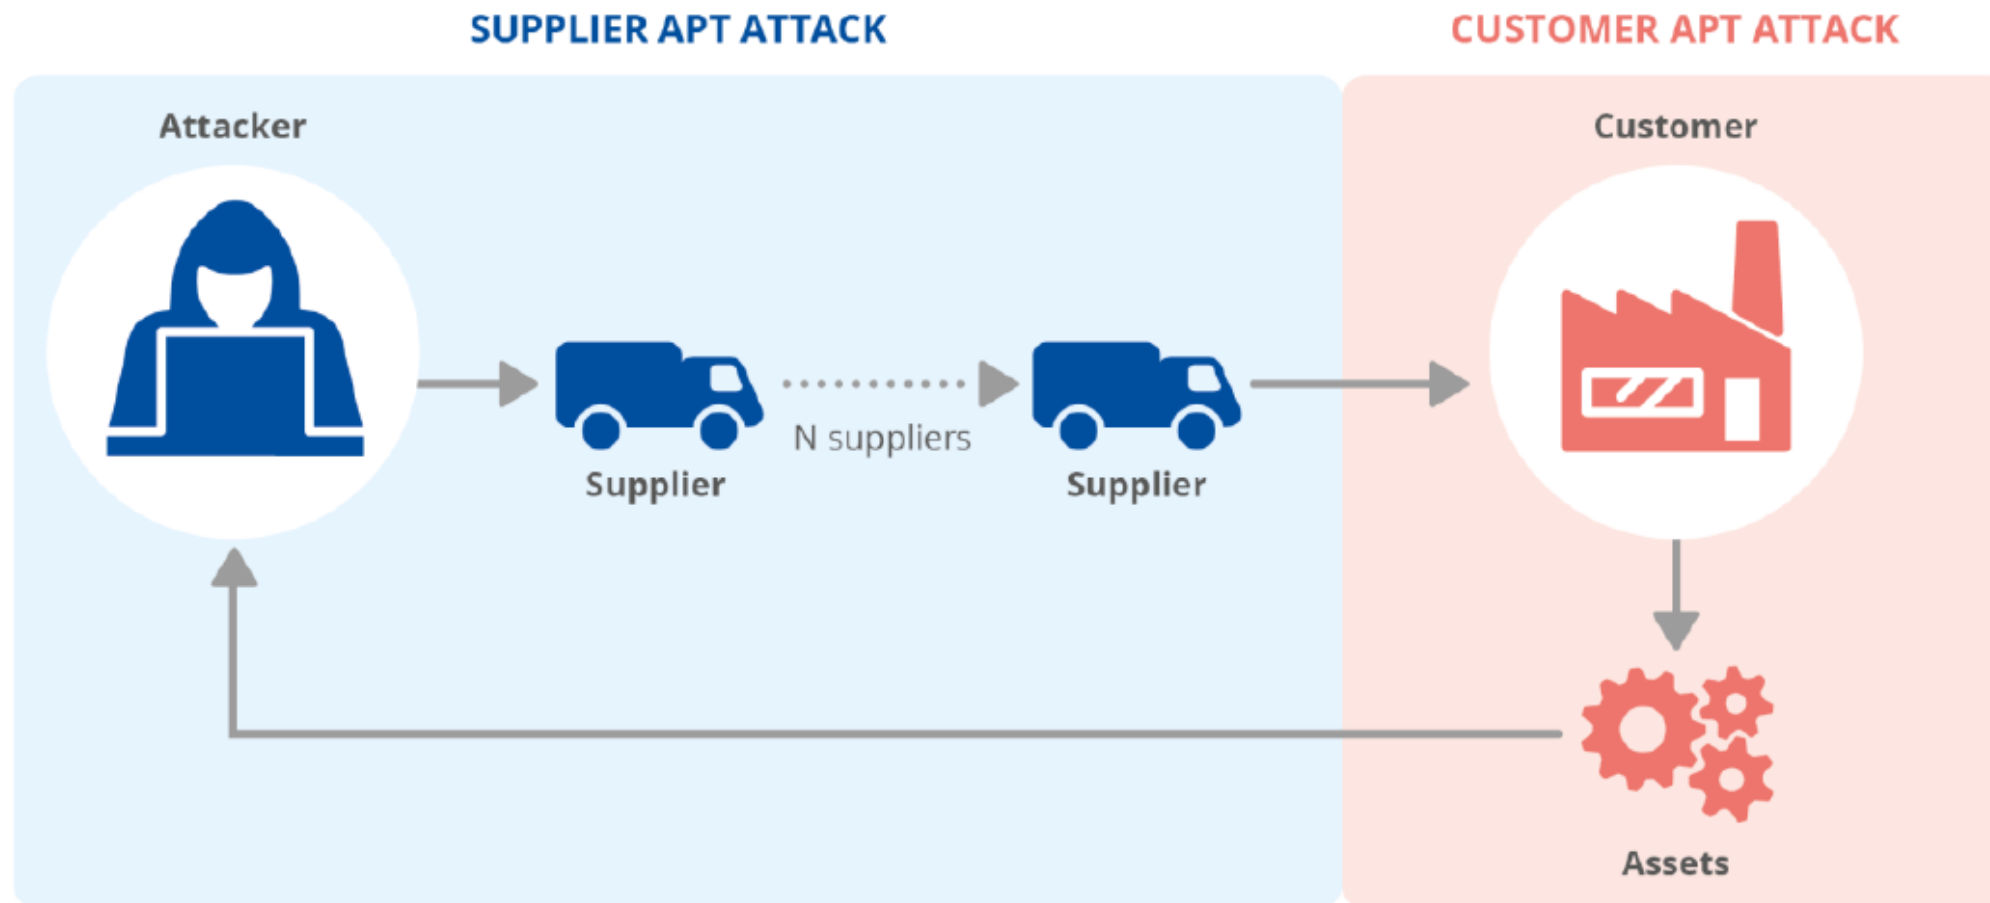 SUPPLIER APT ATTACK
CUSTOMER APT ATTACK
Attacker
Customer
N suppliers
Supplier
Supplier
Assets